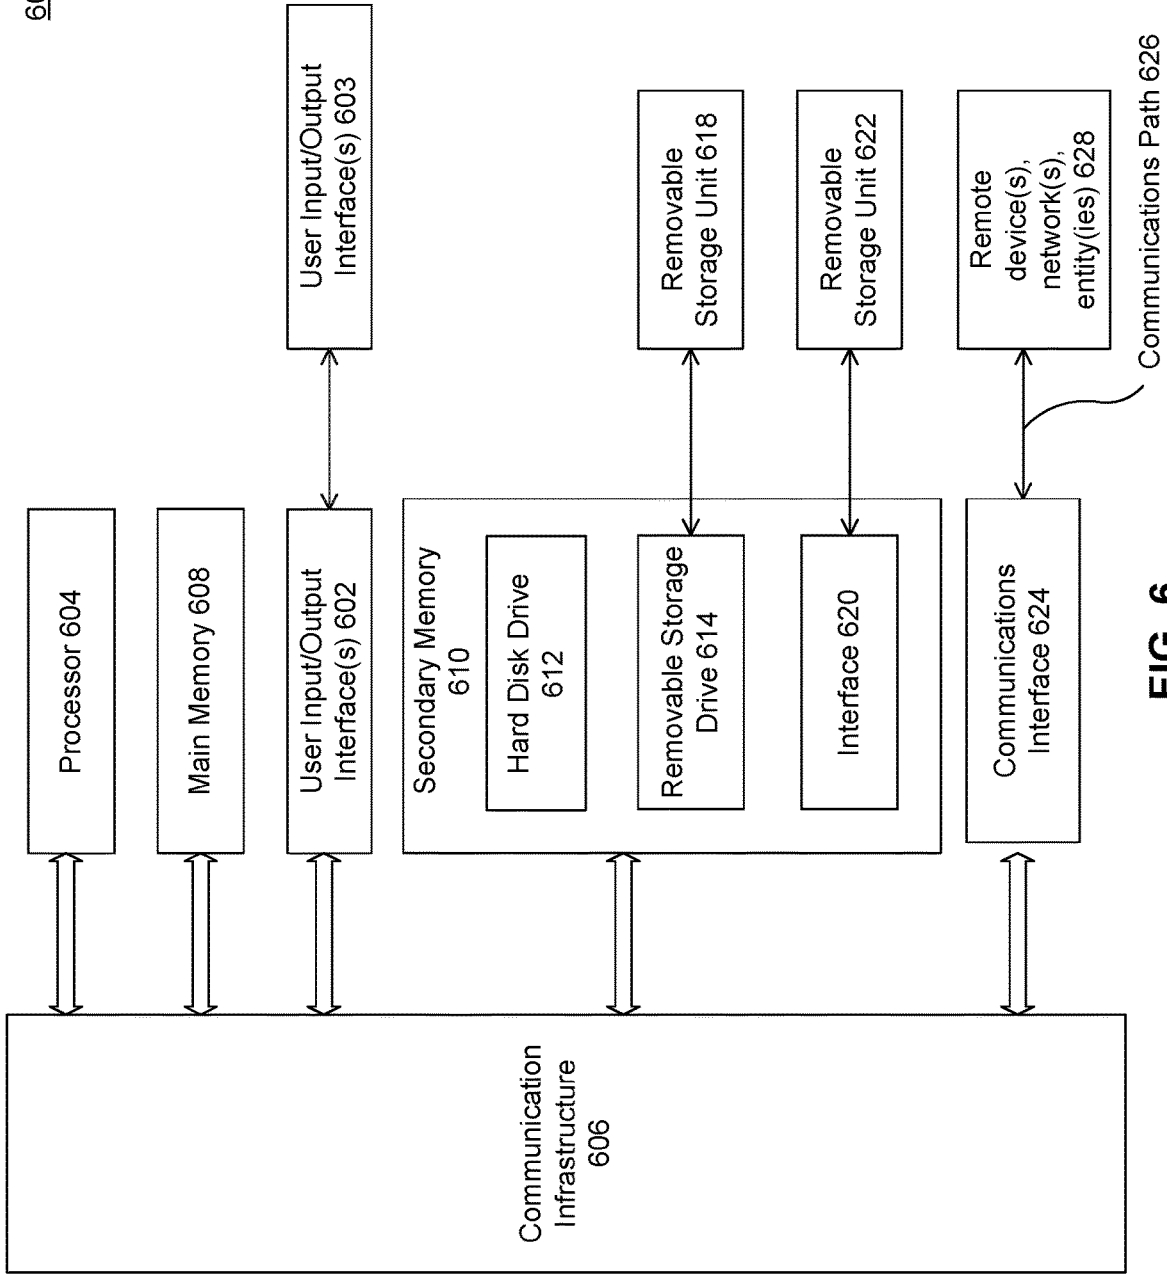 Processor 604
Main Memory 608
User Input/Output
Interface(s) 602
User Input/Output
Interface(s) 603
Communication
Infrastructure
606
Secondary Memory
610
Hard Disk Drive
612
Removable Storage
Drive 614
Removable
Storage Unit 618
Interface 620
Removable
Storage Unit 622
Communications
Interface 624
Remote
device(s),
network(s),
entity(ies) 628
Communications Path 626
FIG. 6